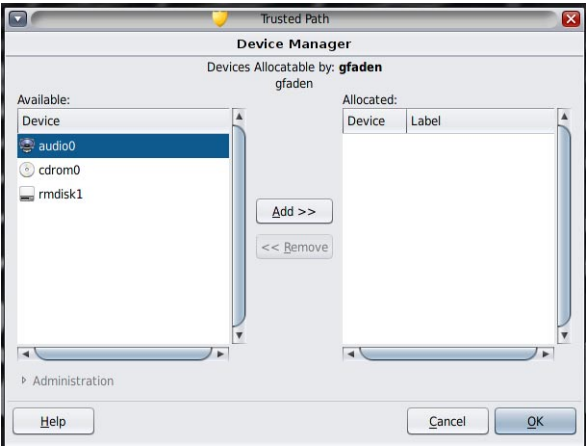 Trusted Path
Device Manager
Devices Allocatable by: gfaden
gfaden
Available:
Device
audio0
cdrom0
rmdisk1
Add >>
<< Remove
Allocated:
Device Label
Administration
Help
Cancel
OK